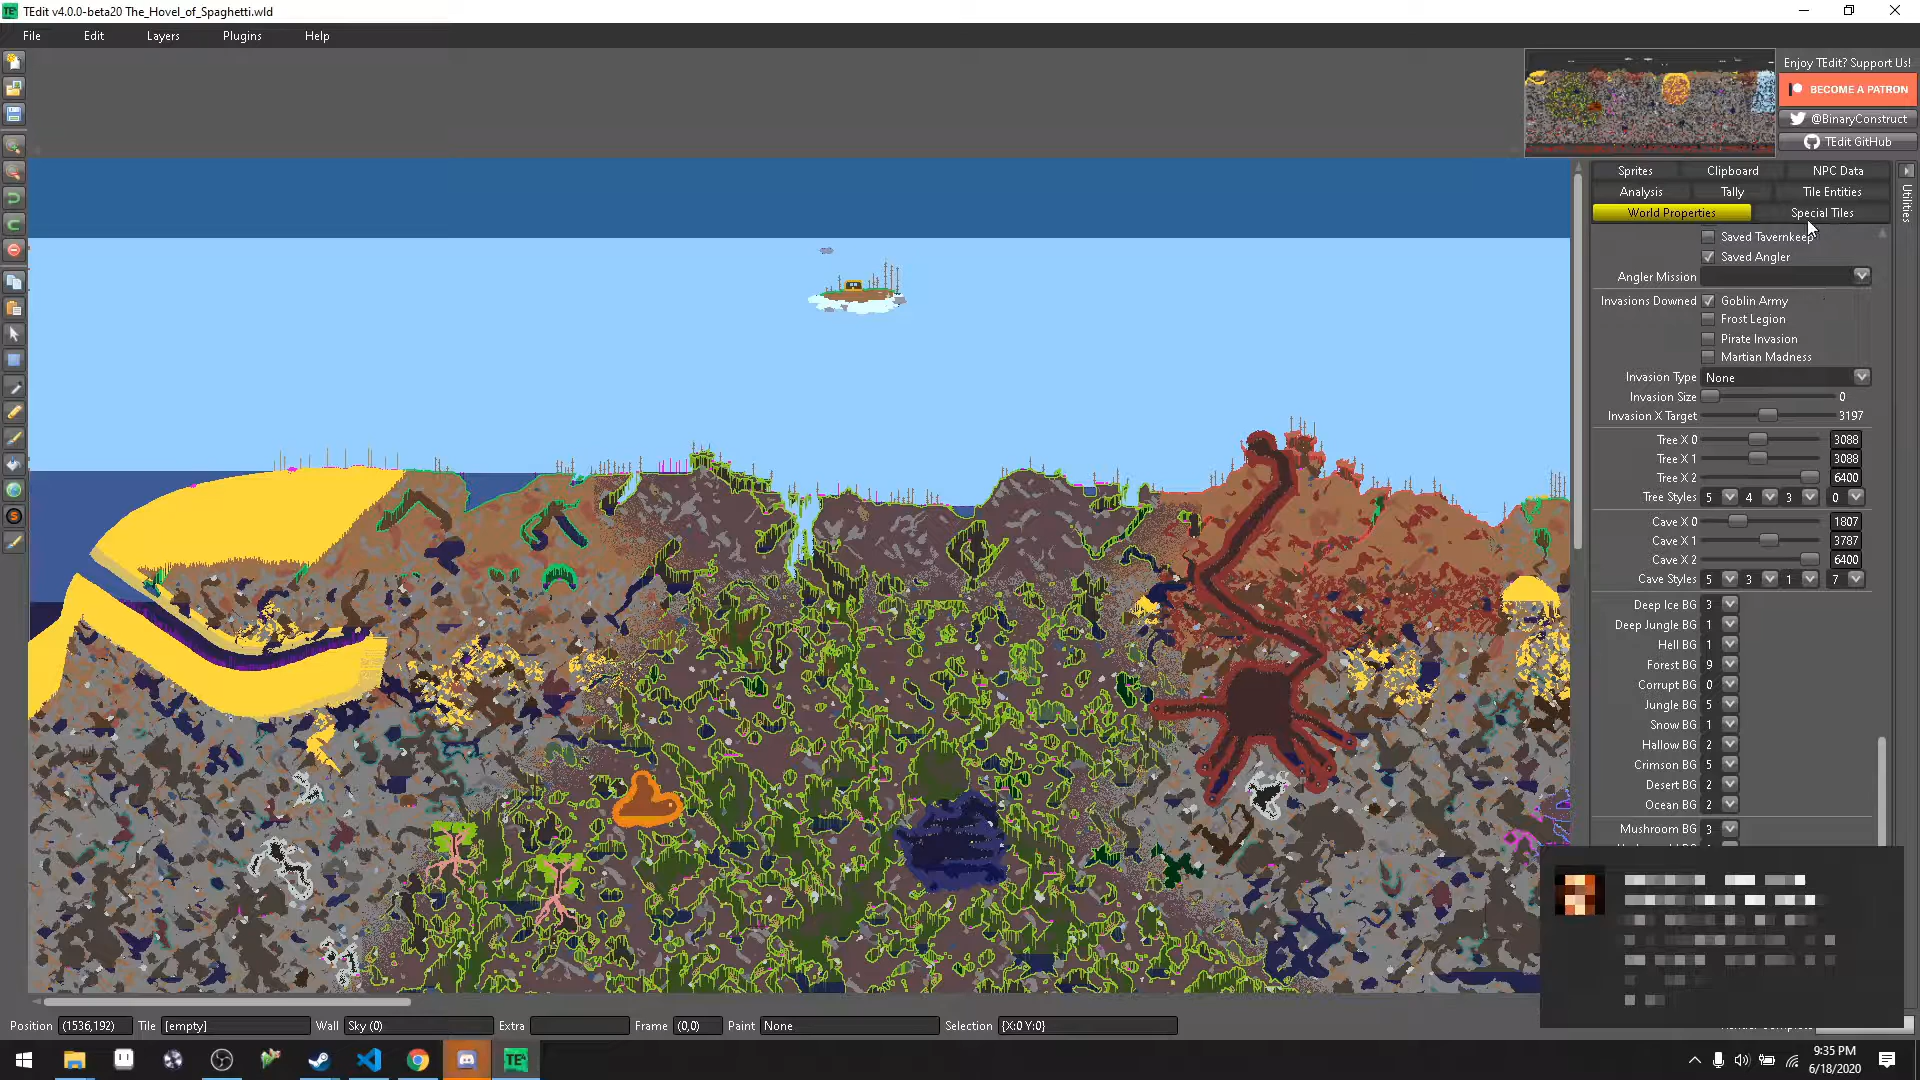 TEdit v4.0.0-beta20 The_Hovel_of_Spaghetti.wld
File Edit Layers Plugins Help
Enjoy TEdit? Support Us!
BECOME A PATRON
@BinaryConstruct
TEdit GitHub
Sprites Clipboard NPC Data
Analysis Tally Tile Entities
World Properties Special Tiles
Utilities
Saved Tavernkeep
Saved Angler
Angler Mission
Invasions Downed Goblin Army
Frost Legion
Pirate Invasion
Martian Madness
Invasion Type None
Invasion Size 0
Invasion X Target 3197
Tree X 0 3088
Tree X 1 3088
Tree X 2 6400
Tree Styles 5 4 3 0
Cave X 0 1807
Cave X 1 3787
Cave X 2 6400
Cave Styles 5 3 1 7
Deep Ice BG 3
Deep Jungle BG 1
Hell BG 1
Forest BG 9
Corrupt BG 0
Jungle BG 5
Snow BG 1
Hallow BG 2
Crimson BG 5
Desert BG 2
Ocean BG 2
Mushroom BG 3
Position (1536,192) Tile [empty] Wall Sky (0) Extra Frame (0,0) Paint None Selection {X:0 Y:0}
TEdit
9:35 PM
6/18/2020